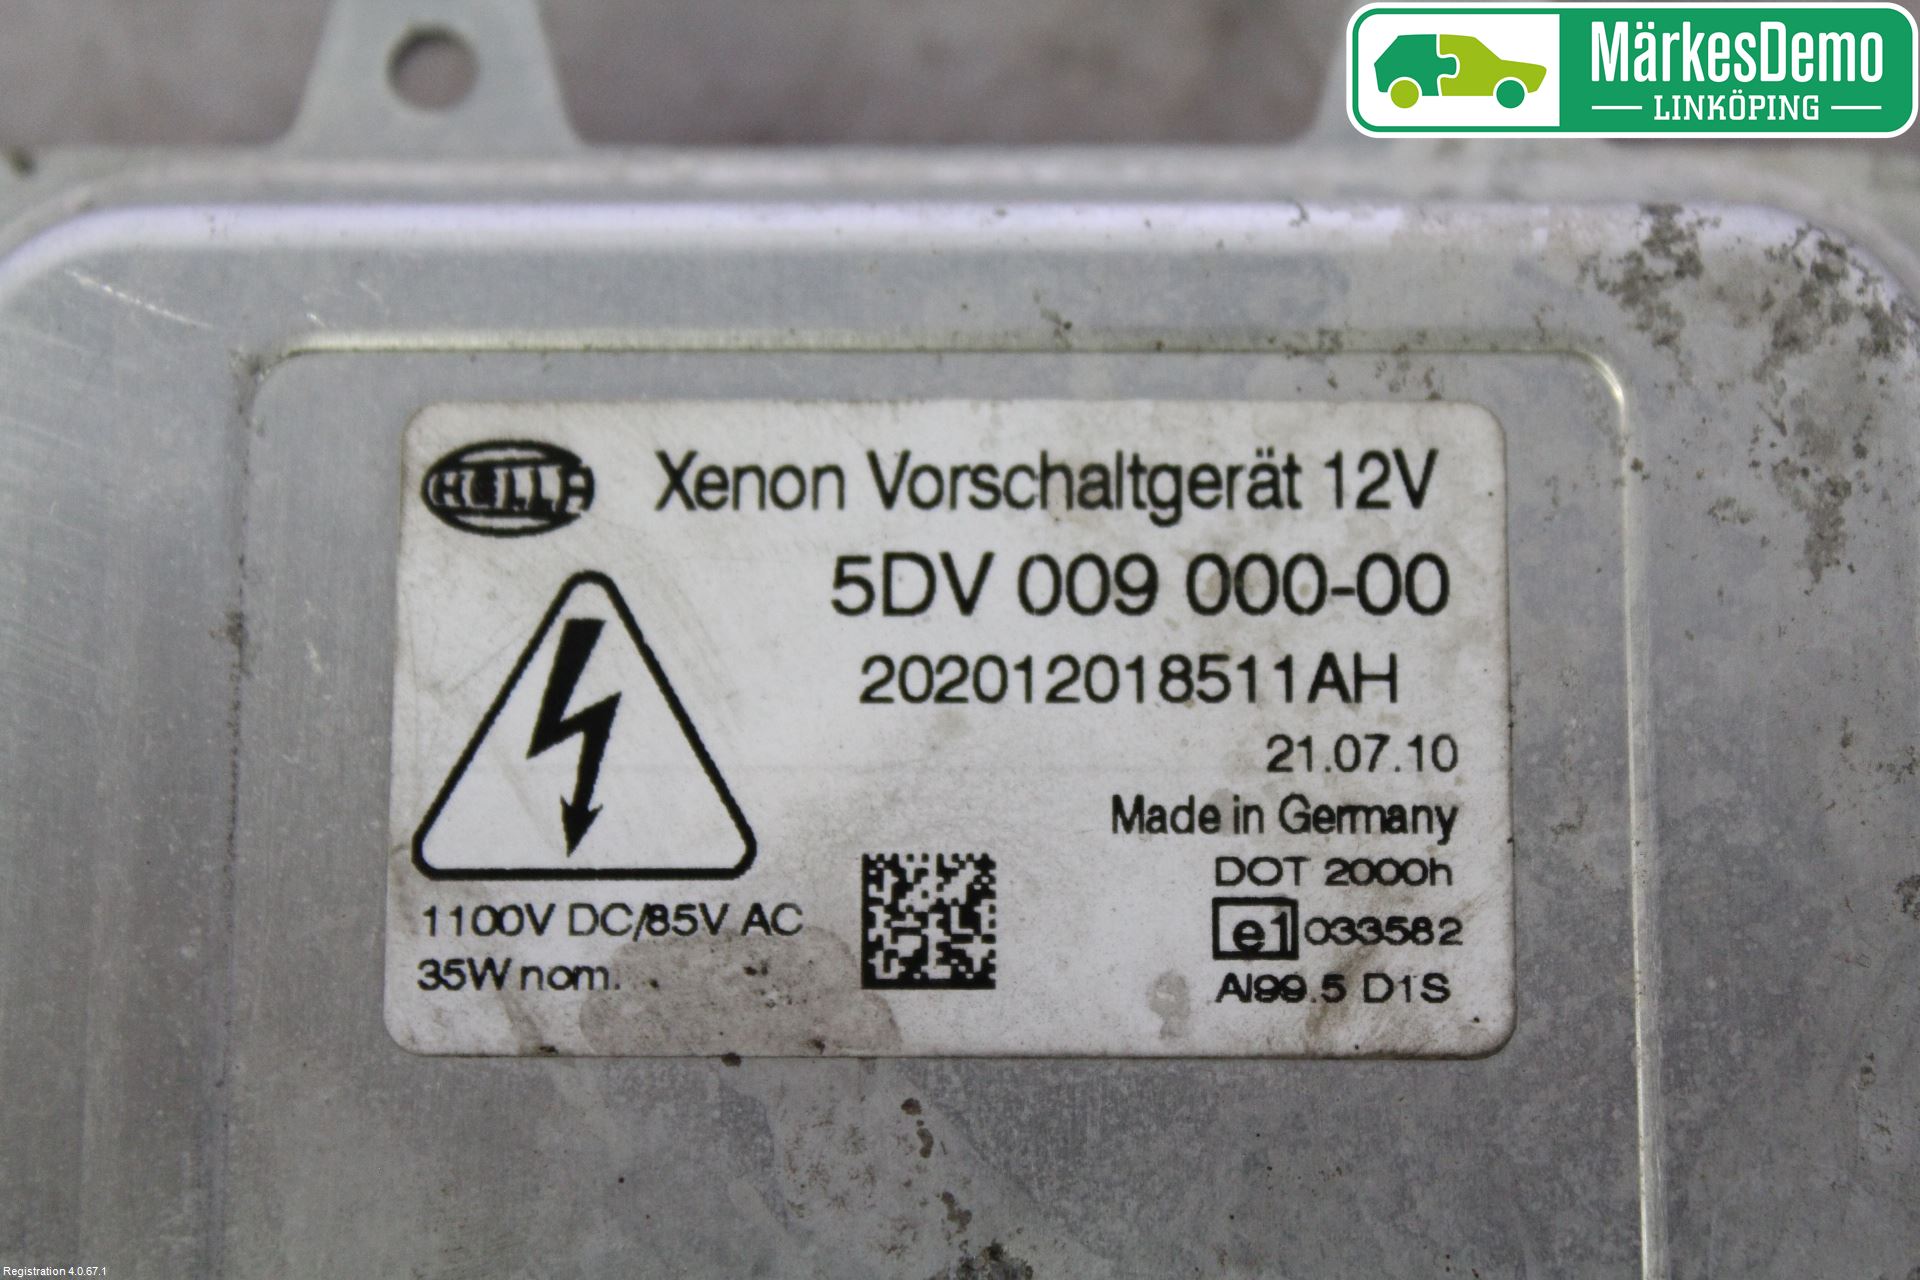 MärkesDemo
LINKÖPING
HELLA
Xenon Vorschaltgerät 12V
5DV 009 000-00
202012018511AH
21.07.10
Made in Germany
DOT 2000h
e1 033582
Al99.5 D1S
1100V DC/85V AC
35W nom.
Registration 4.0.67.1